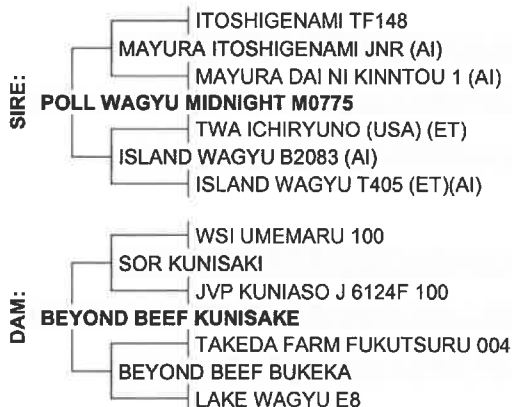 SIRE:
ITOSHIGENAMI TF148
MAYURA ITOSHIGENAMI JNR (AI)
MAYURA DAI NI KINNTOU 1 (AI)
POLL WAGYU MIDNIGHT M0775
TWA ICHIRYUNO (USA) (ET)
ISLAND WAGYU B2083 (AI)
ISLAND WAGYU T405 (ET)(AI)
DAM:
WSI UMEMARU 100
SOR KUNISAKI
JVP KUNIASO J 6124F 100
BEYOND BEEF KUNISAKE
TAKEDA FARM FUKUTSURU 004
BEYOND BEEF BUKEKA
LAKE WAGYU E8